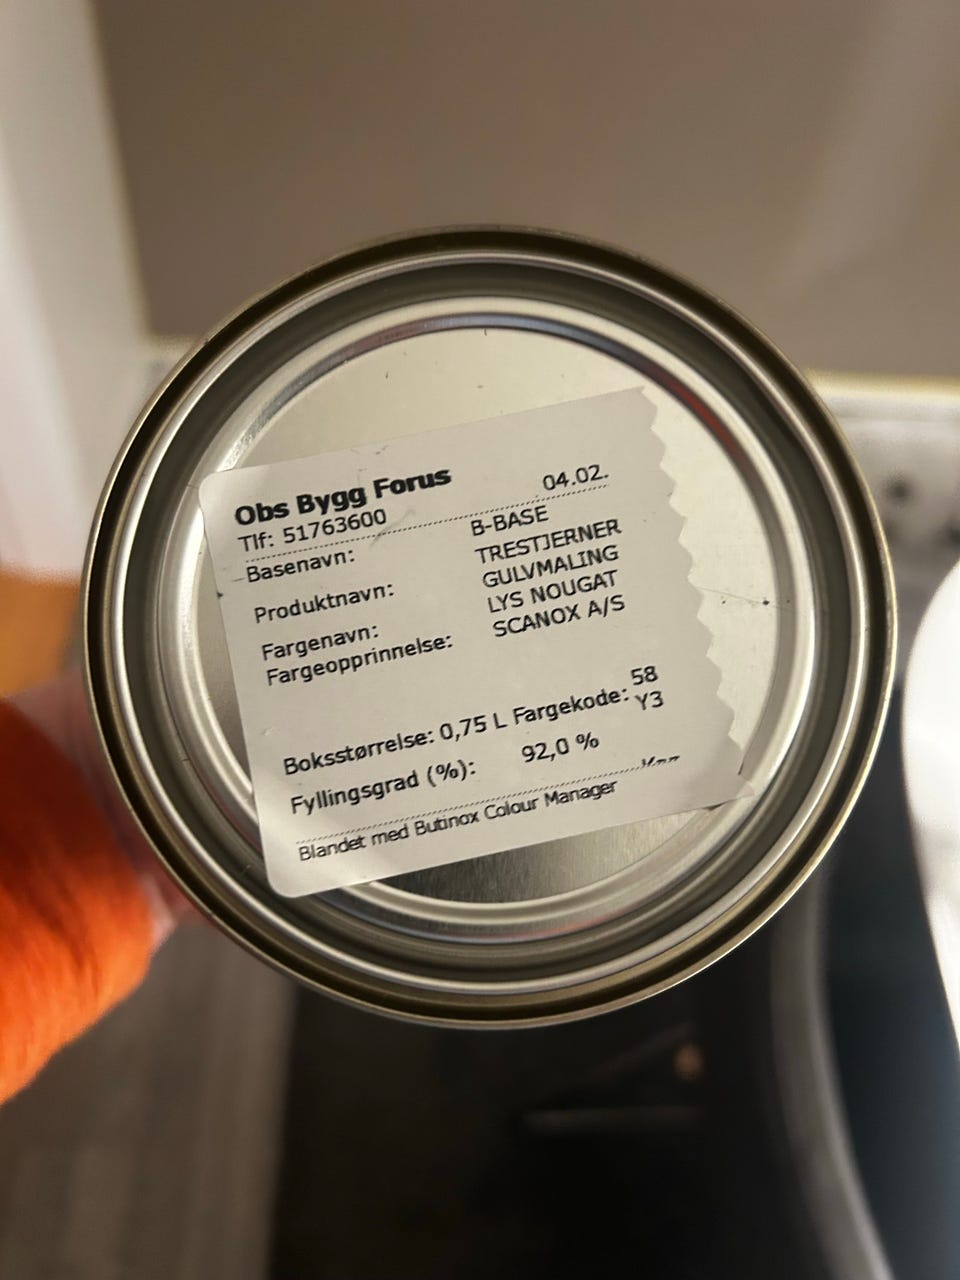 Obs Bygg Forus
Tlf: 51763600 04.02.
Basenavn: B-BASE
Produktnavn: TRESTJERNER
GULVMALING
Fargenavn: LYS NOUGAT
Fargeopprinnelse: SCANOX A/S
Boksstørrelse: 0,75 L Fargekode: 58
Y3
Fyllingsgrad (%): 92,0 %
Blandet med Butinox Colour Manager